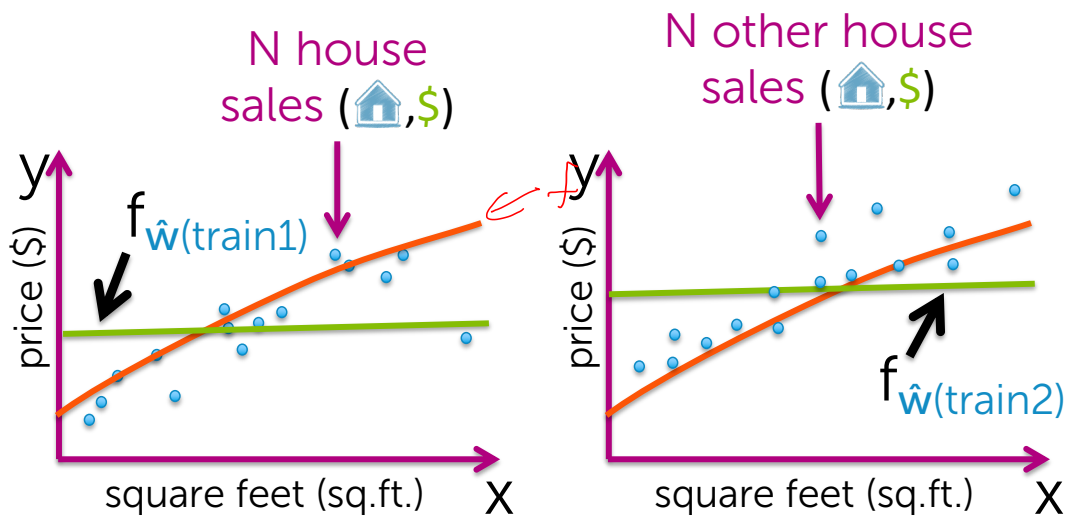 N house
sales (,$)
y
price ($)
f ŵ(train1)
square feet (sq.ft.) x
N other house
sales (,$)
y
price ($)
f ŵ(train2)
square feet (sq.ft.) x